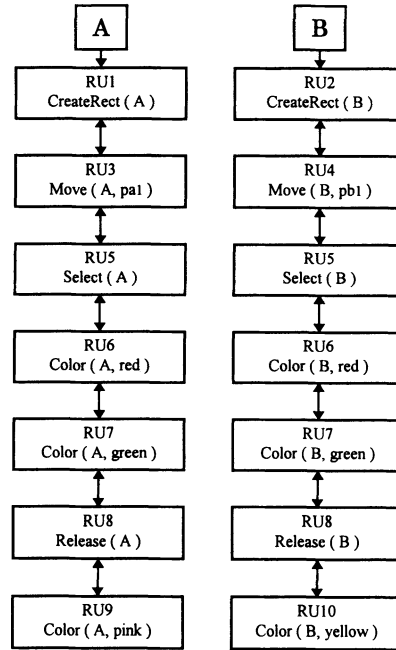 A
RU1
CreateRect ( A )
RU3
Move ( A, pa1 )
RU5
Select ( A )
RU6
Color ( A, red )
RU7
Color ( A, green )
RU8
Release ( A )
RU9
Color ( A, pink )
B
RU2
CreateRect ( B )
RU4
Move ( B, pb1 )
RU5
Select ( B )
RU6
Color ( B, red )
RU7
Color ( B, green )
RU8
Release ( B )
RU10
Color ( B, yellow )